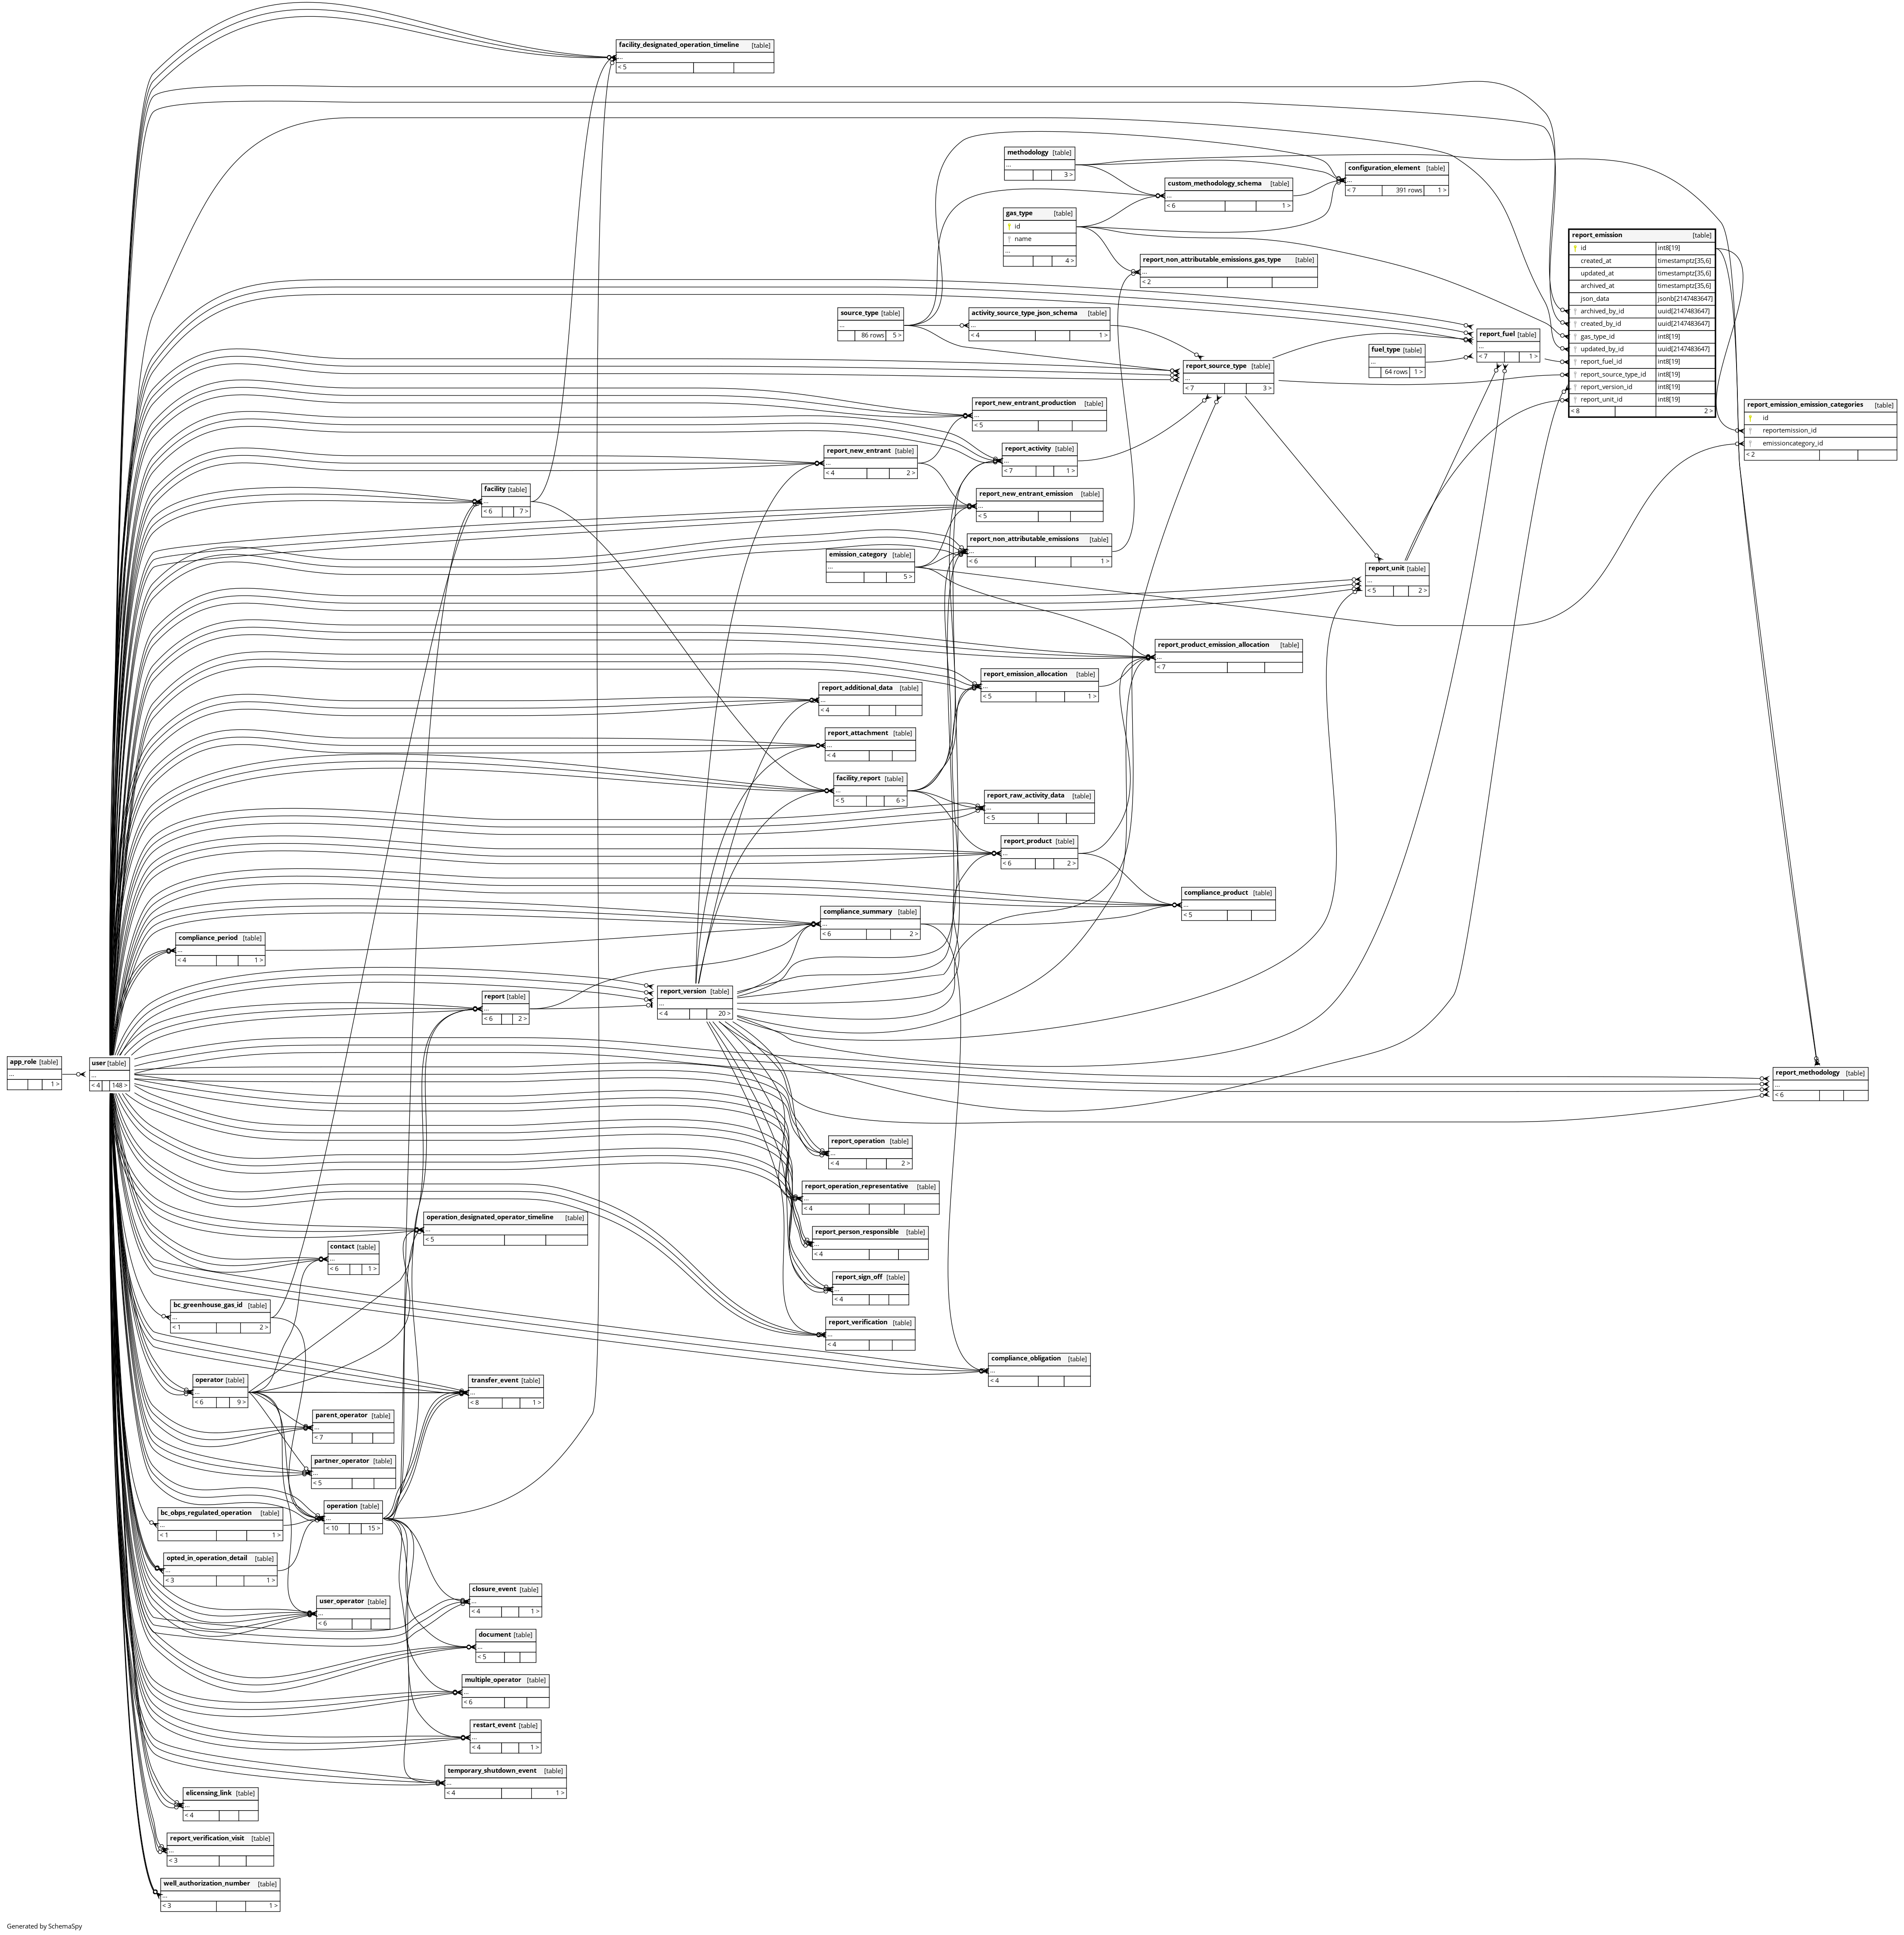 facility_designated_operation_timeline [table]
...
< 5
methodology [table]
...
3 >
configuration_element [table]
...
< 7 391 rows 1 >
custom_methodology_schema [table]
...
< 6 1 >
gas_type [table]
id
name
...
4 >
report_emission [table]
id int8[19]
created_at timestamptz[35,6]
updated_at timestamptz[35,6]
archived_at timestamptz[35,6]
json_data jsonb[2147483647]
archived_by_id uuid[2147483647]
created_by_id uuid[2147483647]
gas_type_id int8[19]
updated_by_id uuid[2147483647]
report_fuel_id int8[19]
report_source_type_id int8[19]
report_version_id int8[19]
report_unit_id int8[19]
< 8 2 >
report_non_attributable_emissions_gas_type [table]
...
< 2
source_type [table]
...
86 rows 5 >
activity_source_type_json_schema [table]
...
< 4 1 >
report_fuel [table]
...
< 7 1 >
fuel_type [table]
...
64 rows 1 >
report_source_type [table]
...
< 7 3 >
report_new_entrant_production [table]
...
< 5
report_emission_emission_categories [table]
id
reportemission_id
emissioncategory_id
< 2
report_new_entrant [table]
...
< 4 2 >
report_activity [table]
...
< 7 1 >
facility [table]
...
< 6 7 >
report_new_entrant_emission [table]
...
< 5
report_non_attributable_emissions [table]
...
< 6 1 >
emission_category [table]
...
5 >
report_unit [table]
...
< 5 2 >
report_product_emission_allocation [table]
...
< 7
report_emission_allocation [table]
...
< 5 1 >
report_additional_data [table]
...
< 4
report_attachment [table]
...
< 4
facility_report [table]
...
< 5 6 >
report_raw_activity_data [table]
...
< 5
report_product [table]
...
< 6 2 >
compliance_product [table]
...
< 5
compliance_summary [table]
...
< 6 2 >
compliance_period [table]
...
< 4 1 >
report [table]
...
< 6 2 >
report_version [table]
...
< 4 20 >
app_role [table]
...
1 >
user [table]
...
< 4 148 >
report_methodology [table]
...
< 6
report_operation [table]
...
< 4 2 >
report_operation_representative [table]
...
< 4
operation_designated_operator_timeline [table]
...
< 5
report_person_responsible [table]
...
< 4
contact [table]
...
< 6 1 >
report_sign_off [table]
...
< 4
bc_greenhouse_gas_id [table]
...
< 1 2 >
report_verification [table]
...
< 4
compliance_obligation [table]
...
< 4
operator [table]
...
< 6 9 >
transfer_event [table]
...
< 8 1 >
parent_operator [table]
...
< 7
partner_operator [table]
...
< 5
operation [table]
...
< 10 15 >
bc_obps_regulated_operation [table]
...
< 1 1 >
opted_in_operation_detail [table]
...
< 3 1 >
closure_event [table]
...
< 4 1 >
user_operator [table]
...
< 6
document [table]
...
< 5
multiple_operator [table]
...
< 6
restart_event [table]
...
< 4 1 >
temporary_shutdown_event [table]
...
< 4 1 >
elicensing_link [table]
...
< 4
report_verification_visit [table]
...
< 3
well_authorization_number [table]
...
< 3 1 >
Generated by SchemaSpy